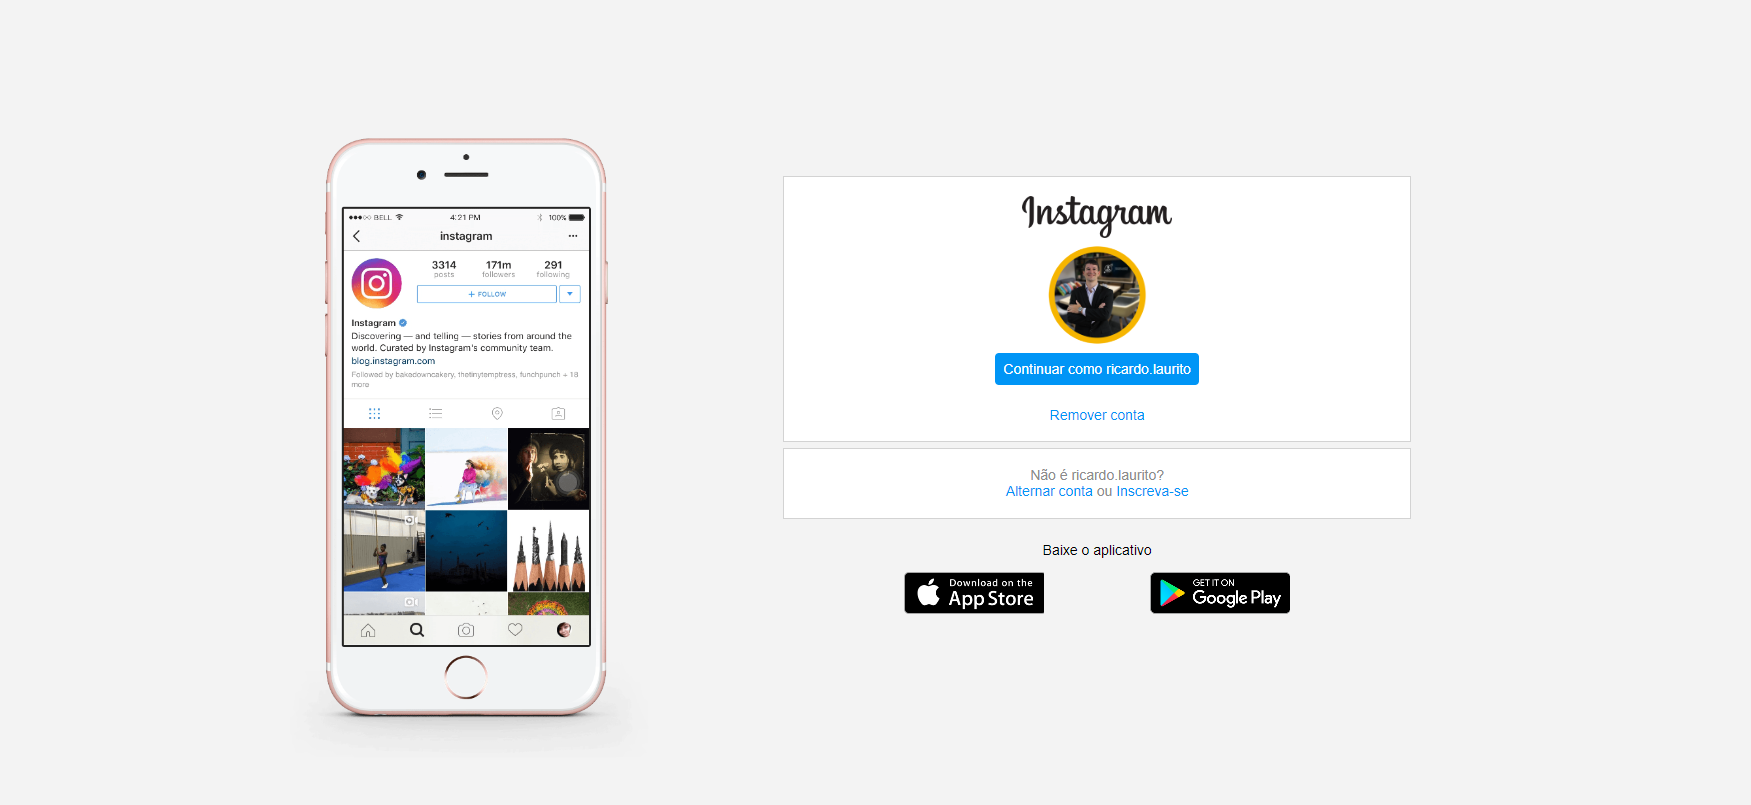 BELL
4:21 PM
100%
instagram
3314
171m
291
posts
followers
following
+ FOLLOW
Instagram
Discovering — and telling — stories from around the
world. Curated by Instagram's community team.
blog.instagram.com
Followed by bakedowncakery, thetinytemptress, funchpunch + 18
more
Instagram
Continuar como ricardo.laurito
Remover conta
Não é ricardo.laurito?
Alternar conta ou Inscreva-se
Baixe o aplicativo
Download on the
App Store
GET IT ON
Google Play